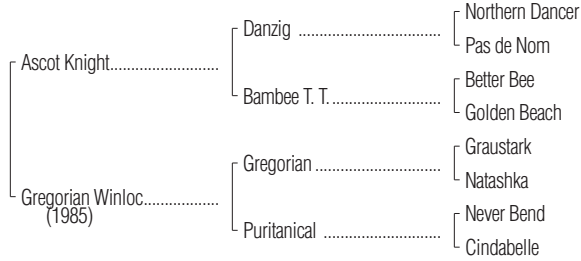 Northern Dancer
Danzig ........................................
Pas de Nom
Ascot Knight..............................
Better Bee
Bambee T. T. ..............................
Golden Beach
Graustark
Gregorian ...................................
Natashka
Gregorian Winloc....................
(1985)
Never Bend
Puritanical .................................
Cindabelle